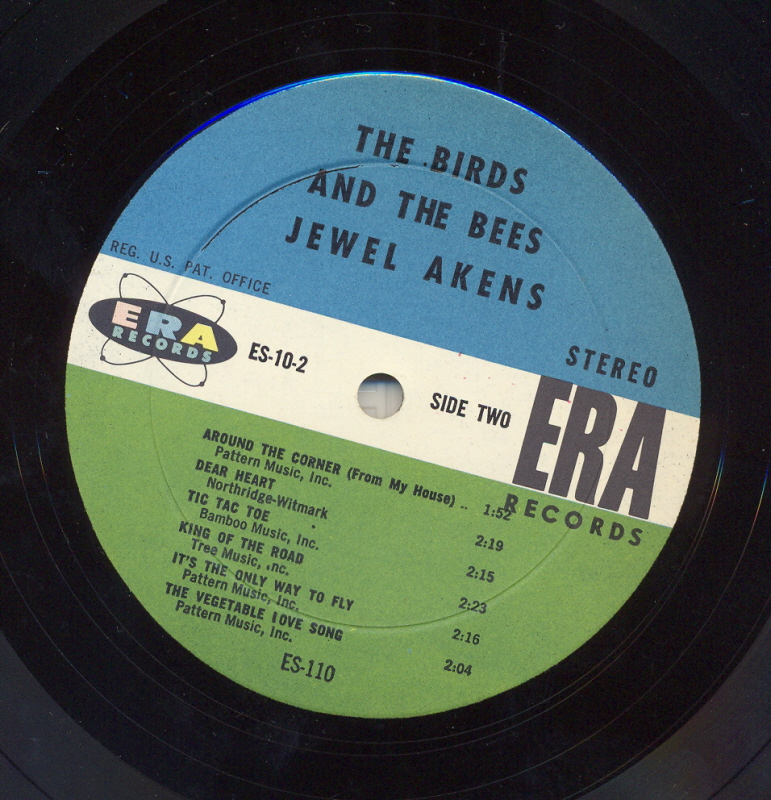 THE BIRDS
AND THE BEES
JEWEL AKENS
REG. U.S. PAT. OFFICE
ERA
RECORDS
ES-10-2
SIDE TWO
STEREO
ERA
RECORDS
AROUND THE CORNER (From My House) .. 1:52
Pattern Music, Inc.
DEAR HEART 2:19
Northridge-Witmark
TIC TAC TOE 2:15
Bamboo Music, Inc.
KING OF THE ROAD 2:23
Tree Music, Inc.
IT'S THE ONLY WAY TO FLY 2:16
Pattern Music, Inc.
THE VEGETABLE LOVE SONG 2:04
Pattern Music, Inc.
ES-110